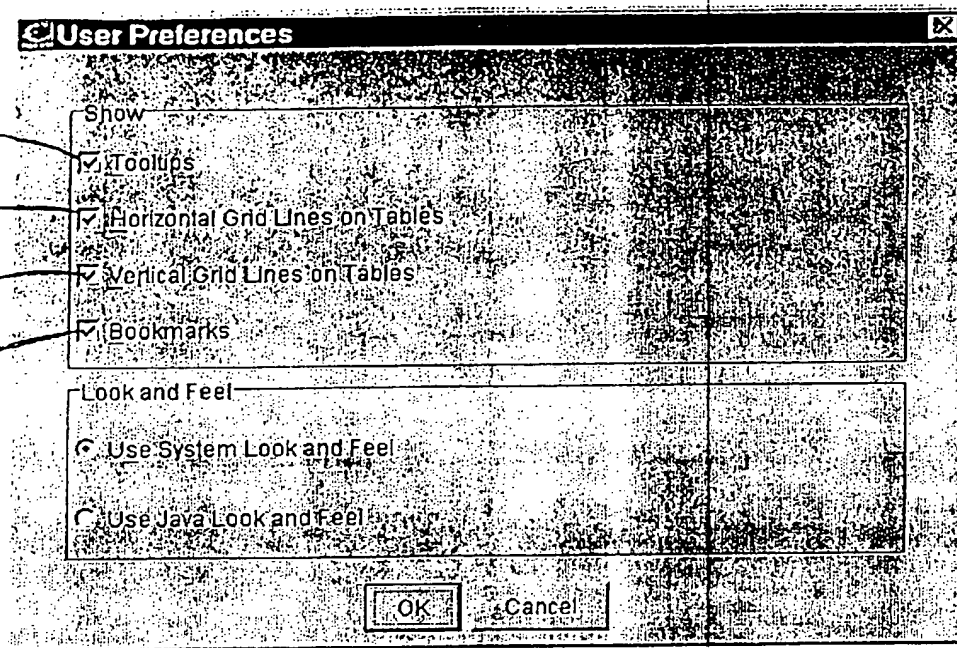 User Preferences
Show
Tooltips
Horizontal Grid Lines on Tables
Vertical Grid Lines on Tables
Bookmarks
Look and Feel
Use System Look and Feel
Use Java Look and Feel
OK
Cancel